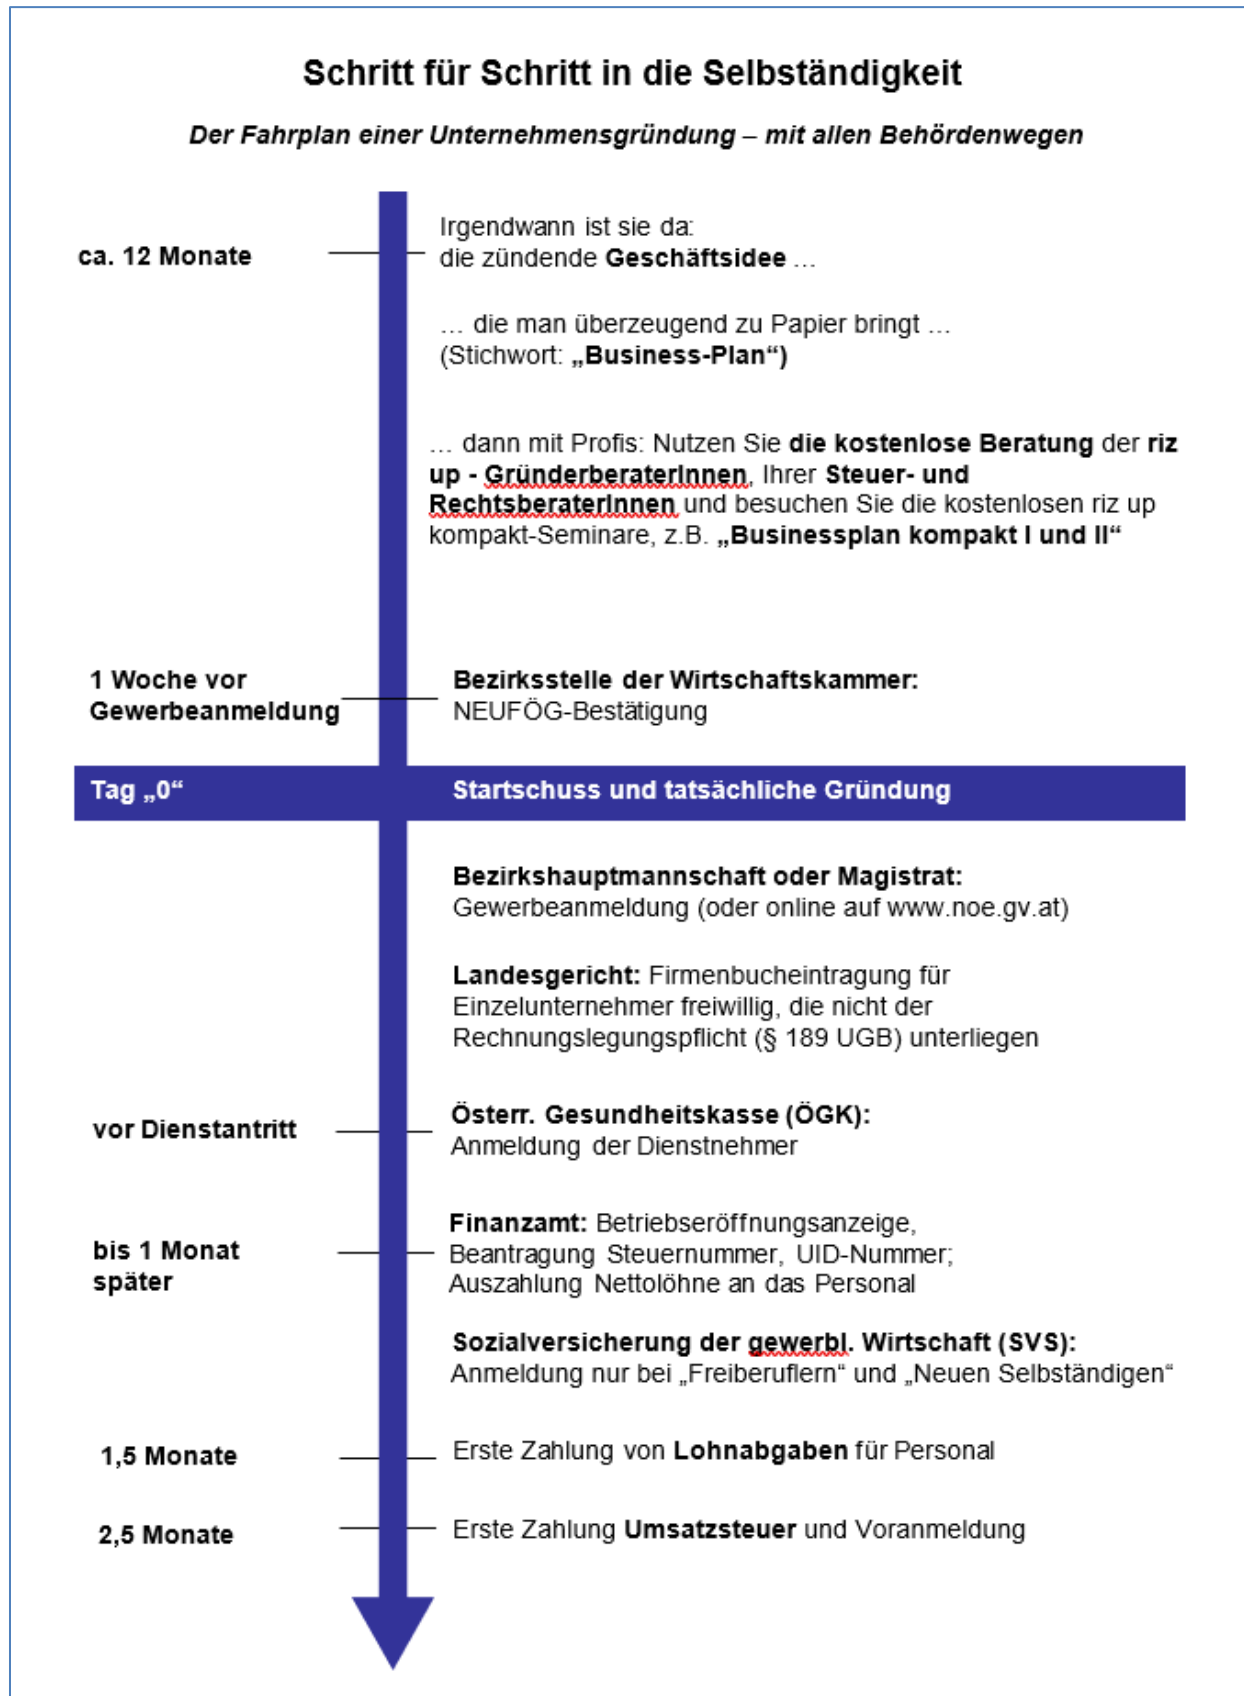 Schritt für Schritt in die Selbständigkeit
Der Fahrplan einer Unternehmensgründung – mit allen Behördenwegen
ca. 12 Monate
Irgendwann ist sie da:
die zündende Geschäftsidee …
… die man überzeugend zu Papier bringt …
(Stichwort: „Business-Plan“)
… dann mit Profis: Nutzen Sie die kostenlose Beratung der riz
up - GründerberaterInnen, Ihrer Steuer- und
RechtsberaterInnen und besuchen Sie die kostenlosen riz up
kompakt-Seminare, z.B. „Businessplan kompakt I und II“
1 Woche vor
Gewerbeanmeldung
Bezirksstelle der Wirtschaftskammer:
NEUFÖG-Bestätigung
Tag „0“
Startschuss und tatsächliche Gründung
Bezirkshauptmannschaft oder Magistrat:
Gewerbeanmeldung (oder online auf www.noe.gv.at)
Landesgericht: Firmenbucheintragung für
Einzelunternehmer freiwillig, die nicht der
Rechnungslegungspflicht (§ 189 UGB) unterliegen
vor Dienstantritt
Österr. Gesundheitskasse (ÖGK):
Anmeldung der Dienstnehmer
bis 1 Monat
später
Finanzamt: Betriebseröffnungsanzeige,
Beantragung Steuernummer, UID-Nummer;
Auszahlung Nettolöhne an das Personal
Sozialversicherung der gewerbl. Wirtschaft (SVS):
Anmeldung nur bei „Freiberuflern“ und „Neuen Selbständigen“
1,5 Monate
Erste Zahlung von Lohnabgaben für Personal
2,5 Monate
Erste Zahlung Umsatzsteuer und Voranmeldung